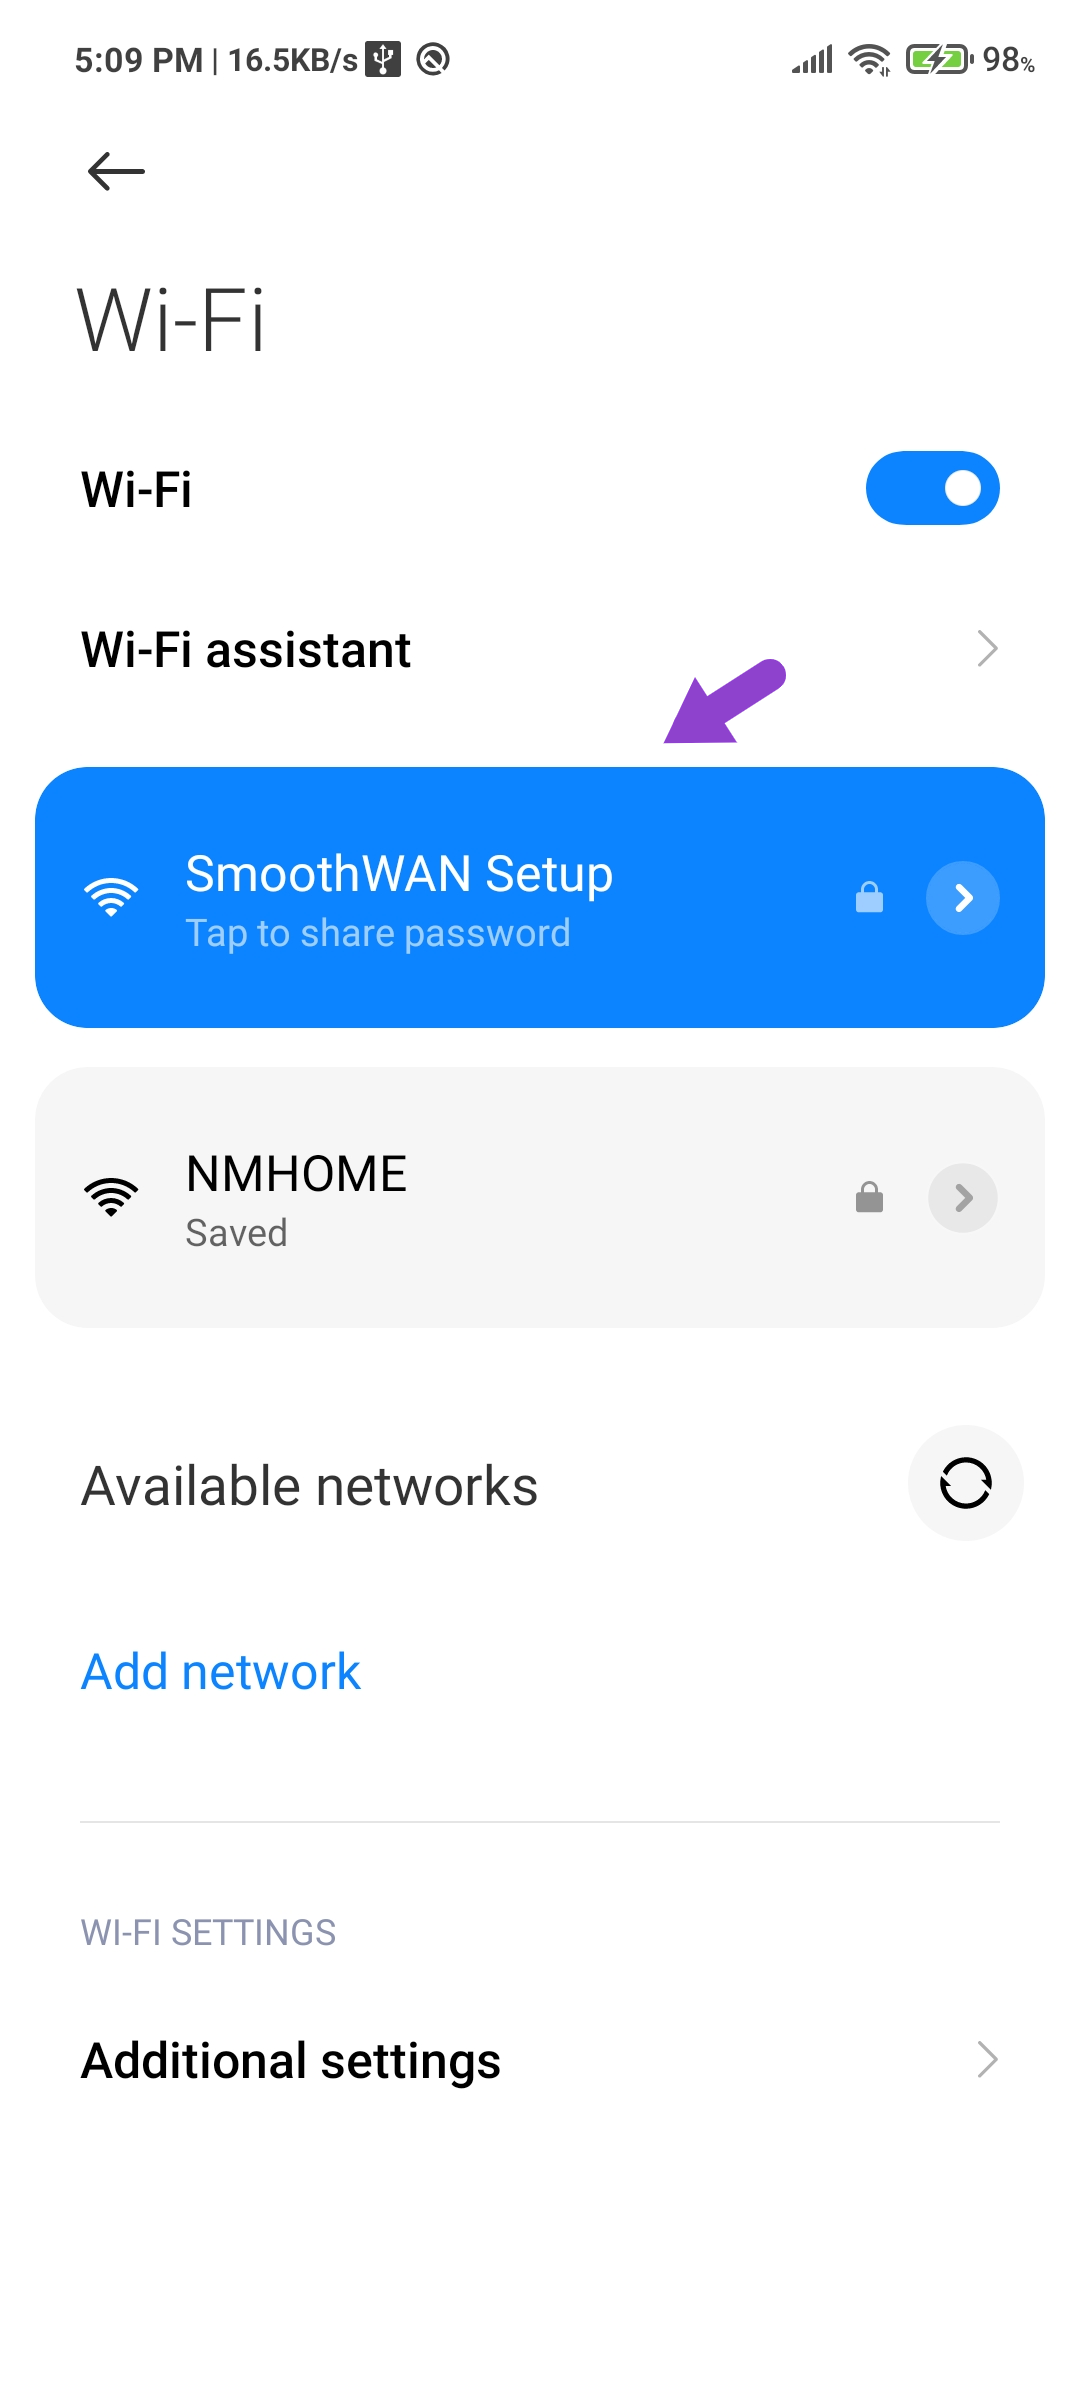 5:09 PM | 16.5KB/s 98%
Wi-Fi
Wi-Fi
Wi-Fi assistant
SmoothWAN Setup
Tap to share password
NMHOME
Saved
Available networks
Add network
WI-FI SETTINGS
Additional settings